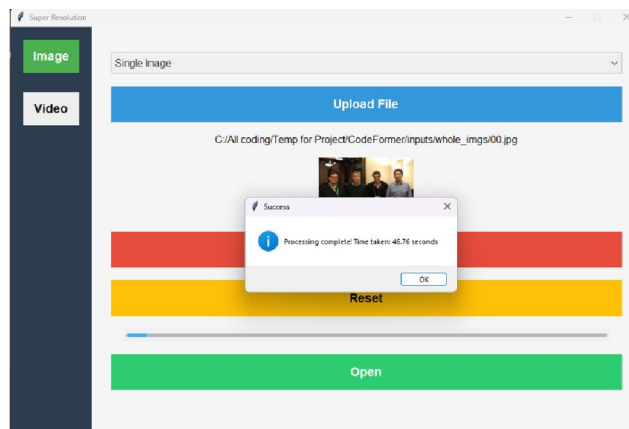 Super Resolution
Image
Video
Single Image
Upload File
C:/All coding/Temp for Project/CodeFormer/inputs/whole_imgs/00.jpg
Success
Processing complete! Time taken: 46.76 seconds
OK
Reset
Open